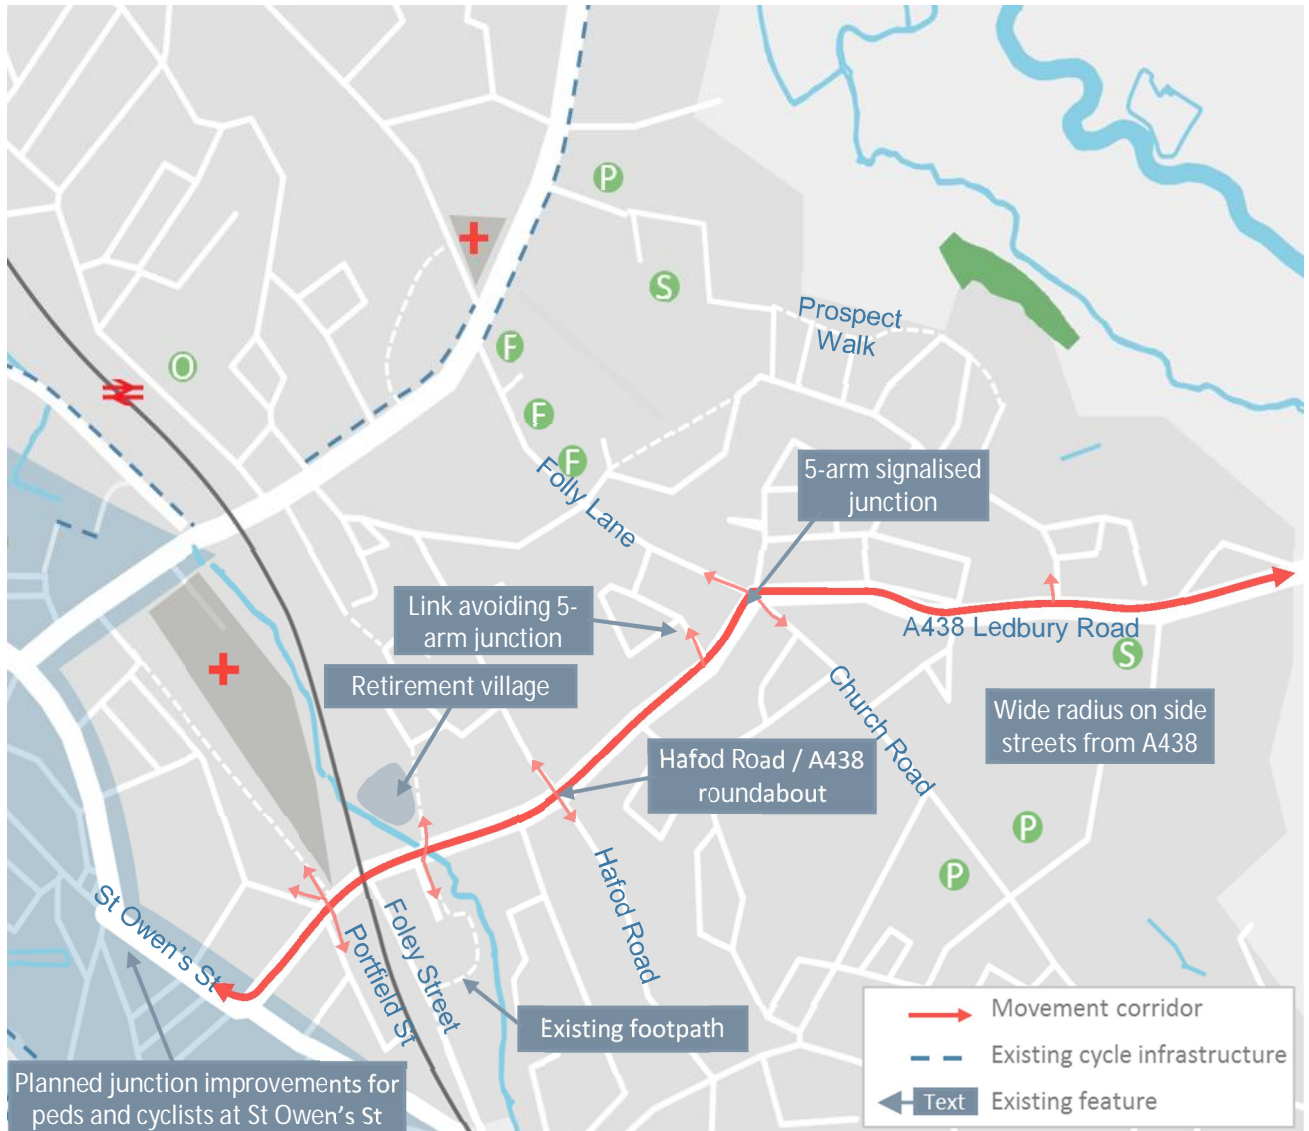 P
S
Prospect
Walk
O
F
F
F
Folly Lane
5-arm signalised
junction
Link avoiding 5-
arm junction
A438 Ledbury Road
S
Retirement village
Church Road
Wide radius on side
streets from A438
Hafod Road / A438
roundabout
P
P
Hafod Road
St Owen's St
Foley Street
Portfield St
Existing footpath
Planned junction improvements for
peds and cyclists at St Owen's St
Movement corridor
Existing cycle infrastructure
Text Existing feature